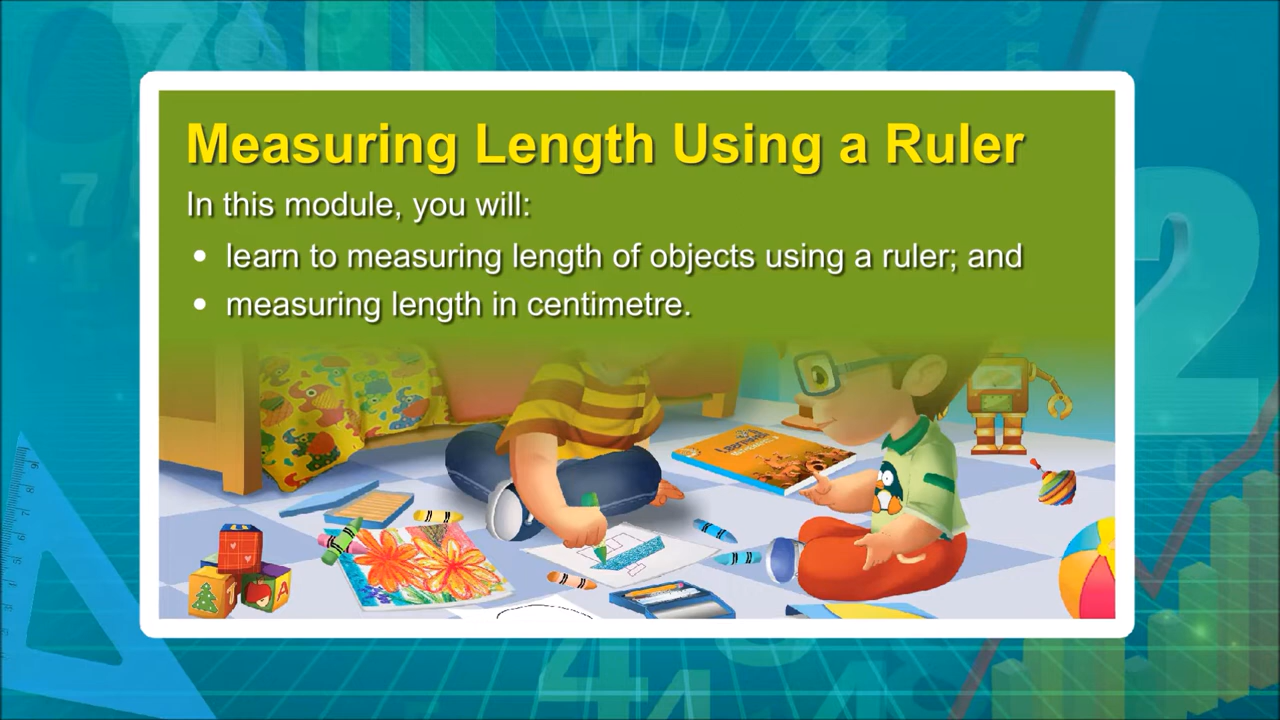 Measuring Length Using a Ruler
In this module, you will:
• learn to measuring length of objects using a ruler; and
• measuring length in centimetre.